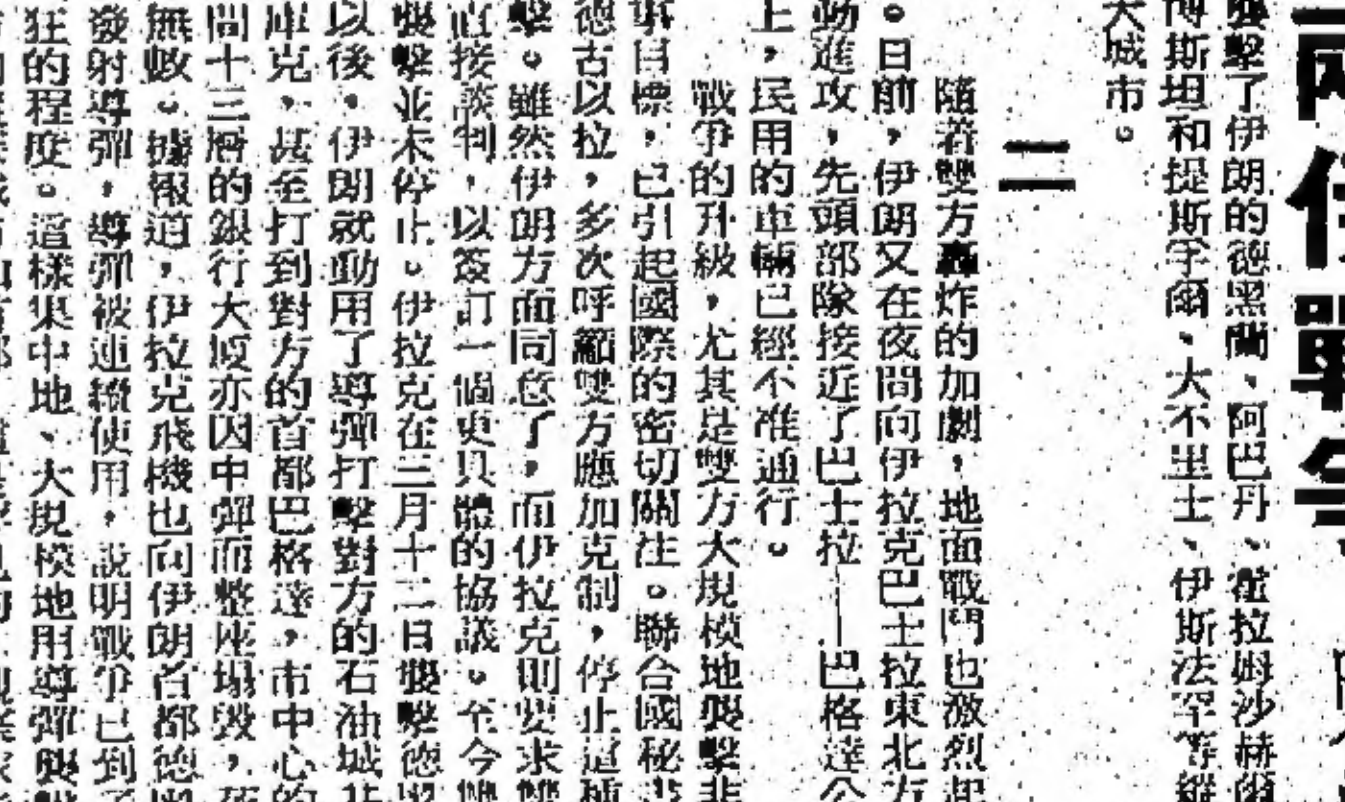 兩伊戰爭
襲擊了伊朗的德黑蘭、阿巴丹、霍拉姆沙赫爾
博斯坦和提斯孚爾、大不里士、伊斯法罕等縱
大城市。
二
隨着雙方轟炸的加劇，地面戰鬥也激烈起
。日前，伊朗又在夜間向伊拉克巴士拉東北方
動進攻，先頭部隊接近了巴士拉——巴格達公
上，民用的車輛已經不准通行。
戰爭的升級，尤其是雙方大規模地襲擊非
事目標，已引起國際的密切關注。聯合國秘書
德古以拉，多次呼籲雙方應加克制，停止這種
擊。雖然伊朗方面同意了，而伊拉克則要求雙
直接談判，以簽訂一個更具體的協議。至今雙
襲擊並未停止。伊拉克在三月十二日襲擊德黑
以後，伊朗就動用了導彈打擊對方的石油城
庫克，甚至打到對方的首都巴格達，市中心的
間十三層的銀行大廈亦因中彈而整座塌毀，死
無數。據報道，伊拉克飛機也向伊朗首都德黑
發射導彈，導彈被連續使用，說明戰爭已到了
狂的程度。這樣集中地、大規模地用導彈襲擊